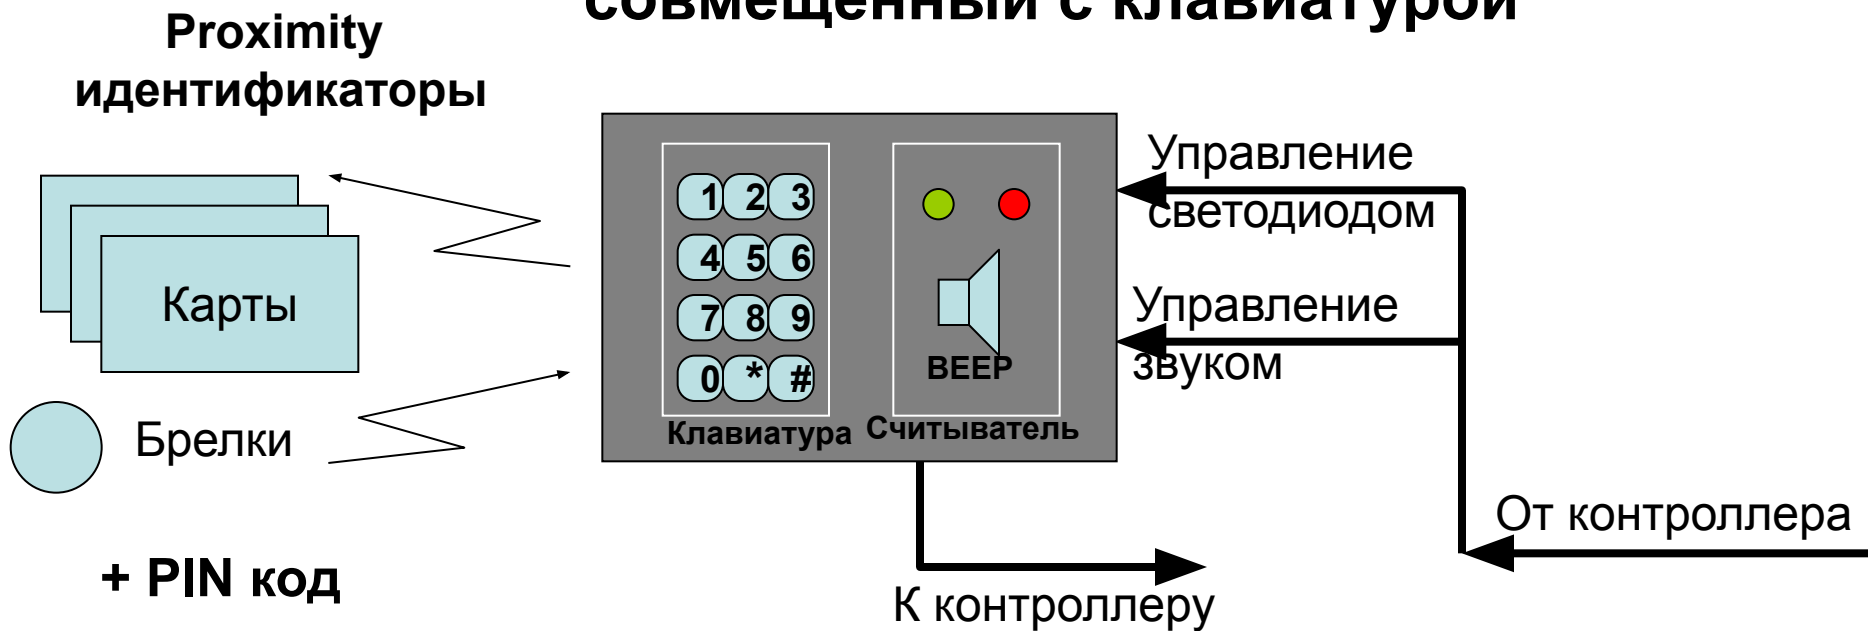 совмещенный с клавиатурой
Proximity
идентификаторы
Карты
Брелки
+ PIN код
1 2 3
4 5 6
7 8 9
0 * #
Клавиатура
BEEP
Считыватель
Управление
светодиодом
Управление
звуком
От контроллера
К контроллеру